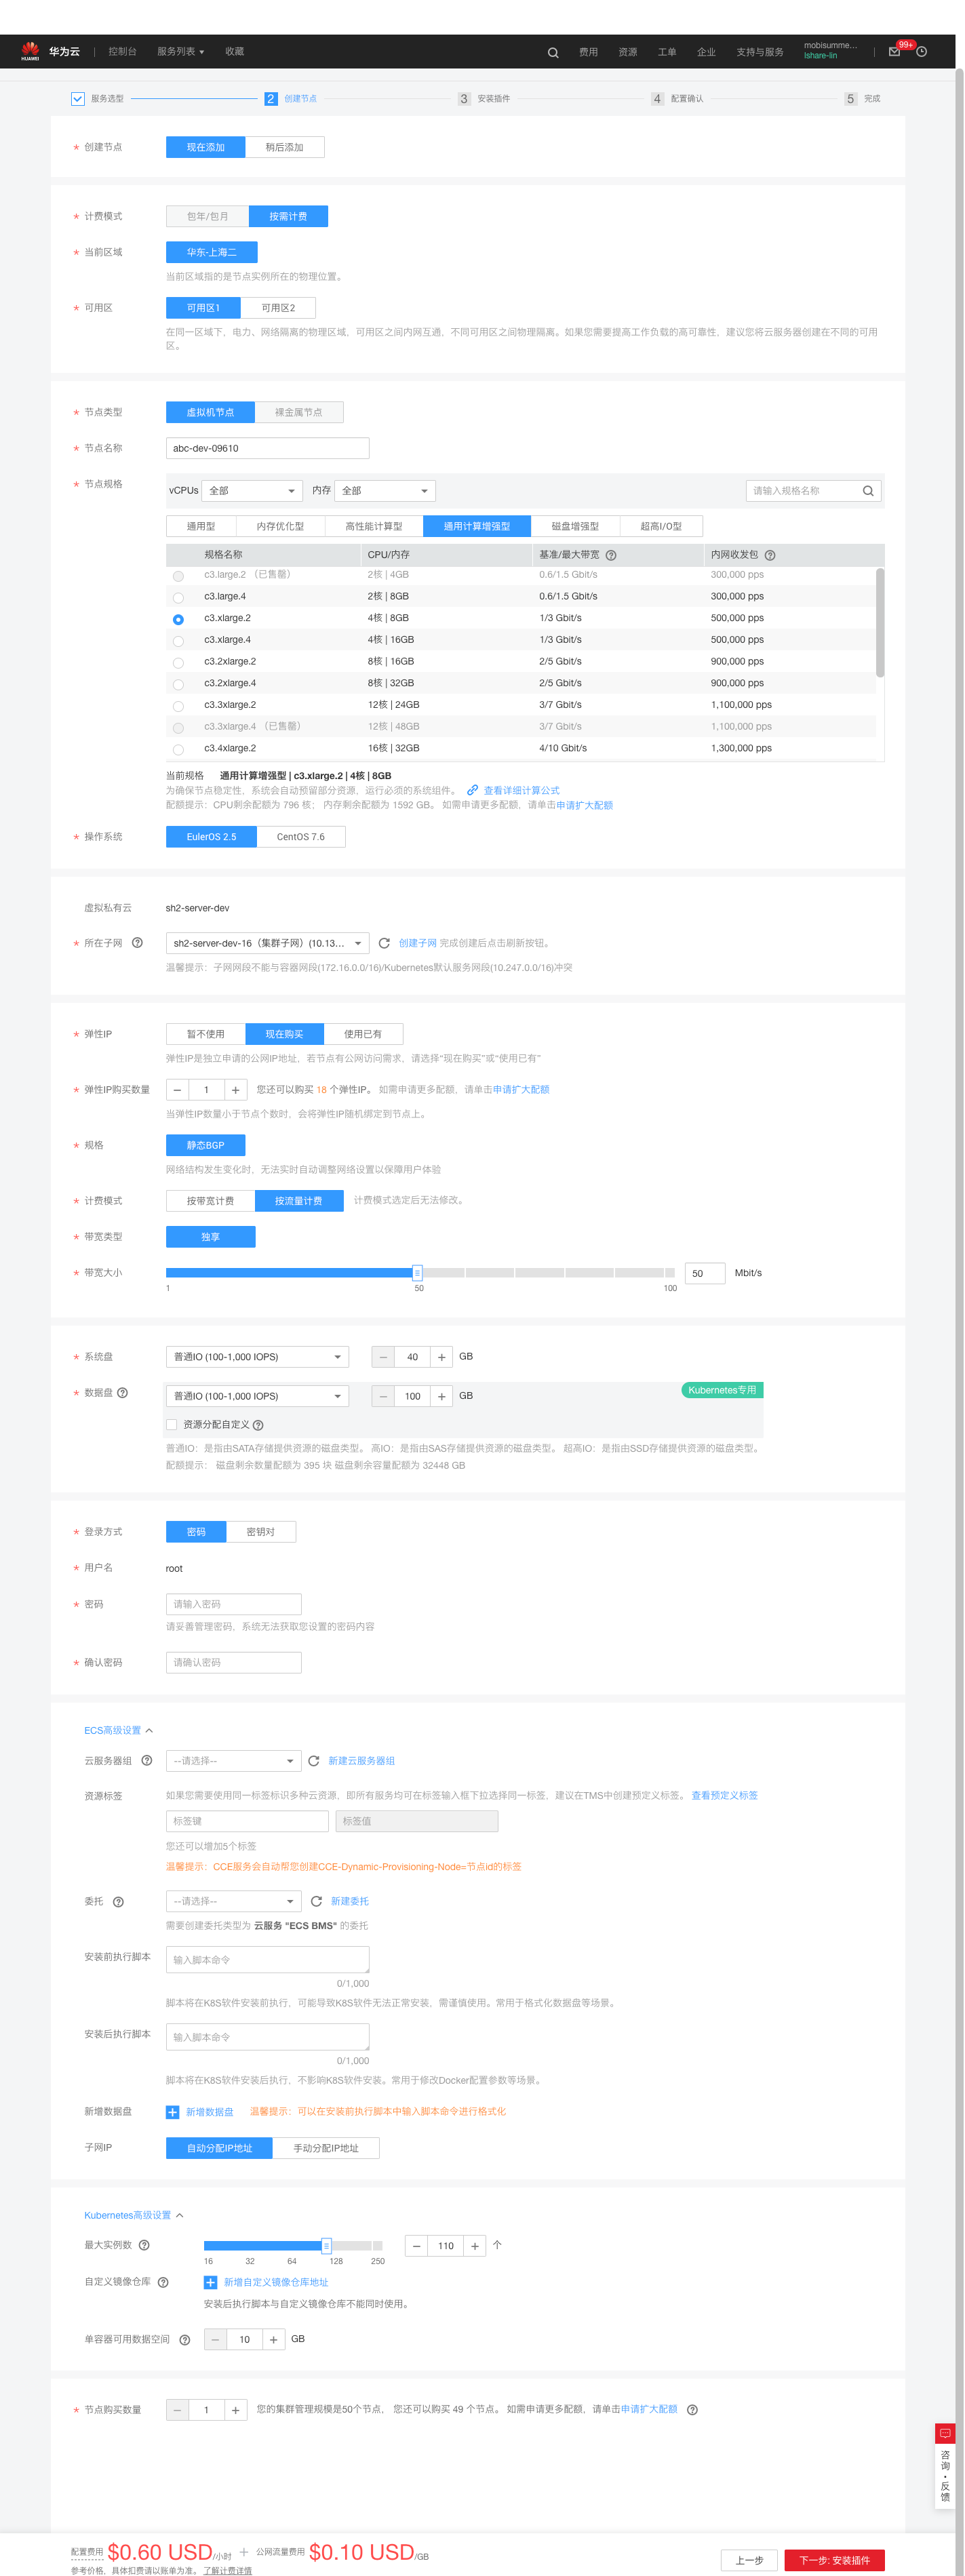 HUAWEI 华为云 控制台 服务列表 收藏 费用 资源 工单 企业 支持与服务 mobisumme... 99+
lshare-lin
服务选型 2 创建节点 3 安装插件 4 配置确认 5 完成
* 创建节点 现在添加 稍后添加
* 计费模式 包年/包月 按需计费
* 当前区域 华东-上海二
当前区域指的是节点实例所在的物理位置。
* 可用区 可用区1 可用区2
在同一区域下，电力、网络隔离的物理区域，可用区之间内网互通，不同可用区之间物理隔离。如果您需要提高工作负载的高可靠性，建议您将云服务器创建在不同的可用
区。
* 节点类型 虚拟机节点 裸金属节点
* 节点名称 abc-dev-09610
* 节点规格 vCPUs 全部 内存 全部 请输入规格名称
通用型 内存优化型 高性能计算型 通用计算增强型 磁盘增强型 超高I/O型
规格名称 CPU/内存 基准/最大带宽 ? 内网收发包 ?
c3.large.2 （已售罄） 2核 | 4GB 0.6/1.5 Gbit/s 300,000 pps
c3.large.4 2核 | 8GB 0.6/1.5 Gbit/s 300,000 pps
c3.xlarge.2 4核 | 8GB 1/3 Gbit/s 500,000 pps
c3.xlarge.4 4核 | 16GB 1/3 Gbit/s 500,000 pps
c3.2xlarge.2 8核 | 16GB 2/5 Gbit/s 900,000 pps
c3.2xlarge.4 8核 | 32GB 2/5 Gbit/s 900,000 pps
c3.3xlarge.2 12核 | 24GB 3/7 Gbit/s 1,100,000 pps
c3.3xlarge.4 （已售罄） 12核 | 48GB 3/7 Gbit/s 1,100,000 pps
c3.4xlarge.2 16核 | 32GB 4/10 Gbit/s 1,300,000 pps
当前规格 通用计算增强型 | c3.xlarge.2 | 4核 | 8GB
为确保节点稳定性，系统会自动预留部分资源，运行必须的系统组件。 查看详细计算公式
配额提示：CPU剩余配额为 796 核； 内存剩余配额为 1592 GB。 如需申请更多配额，请单击申请扩大配额
* 操作系统 EulerOS 2.5 CentOS 7.6
虚拟私有云 sh2-server-dev
* 所在子网 ? sh2-server-dev-16（集群子网）(10.13... 创建子网 完成创建后点击刷新按钮。
温馨提示：子网网段不能与容器网段(172.16.0.0/16)/Kubernetes默认服务网段(10.247.0.0/16)冲突
* 弹性IP 暂不使用 现在购买 使用已有
弹性IP是独立申请的公网IP地址，若节点有公网访问需求，请选择“现在购买”或“使用已有”
* 弹性IP购买数量 − 1 + 您还可以购买 18 个弹性IP。 如需申请更多配额，请单击申请扩大配额
当弹性IP数量小于节点个数时，会将弹性IP随机绑定到节点上。
* 规格 静态BGP
网络结构发生变化时，无法实时自动调整网络设置以保障用户体验
* 计费模式 按带宽计费 按流量计费 计费模式选定后无法修改。
* 带宽类型 独享
* 带宽大小 50 Mbit/s
1 50 100
* 系统盘 普通IO (100-1,000 IOPS) − 40 + GB
* 数据盘 ? 普通IO (100-1,000 IOPS) − 100 + GB Kubernetes专用
资源分配自定义 ?
普通IO：是指由SATA存储提供资源的磁盘类型。 高IO：是指由SAS存储提供资源的磁盘类型。 超高IO：是指由SSD存储提供资源的磁盘类型。
配额提示： 磁盘剩余数量配额为 395 块 磁盘剩余容量配额为 32448 GB
* 登录方式 密码 密钥对
* 用户名 root
* 密码 请输入密码
请妥善管理密码，系统无法获取您设置的密码内容
* 确认密码 请确认密码
ECS高级设置
云服务器组 ? --请选择-- 新建云服务器组
资源标签 如果您需要使用同一标签标识多种云资源，即所有服务均可在标签输入框下拉选择同一标签，建议在TMS中创建预定义标签。 查看预定义标签
标签键 标签值
您还可以增加5个标签
温馨提示：CCE服务会自动帮您创建CCE-Dynamic-Provisioning-Node=节点id的标签
委托 ? --请选择-- 新建委托
需要创建委托类型为 云服务 "ECS BMS" 的委托
安装前执行脚本 输入脚本命令
0/1,000
脚本将在K8S软件安装前执行，可能导致K8S软件无法正常安装，需谨慎使用。常用于格式化数据盘等场景。
安装后执行脚本 输入脚本命令
0/1,000
脚本将在K8S软件安装后执行，不影响K8S软件安装。常用于修改Docker配置参数等场景。
新增数据盘 新增数据盘 温馨提示：可以在安装前执行脚本中输入脚本命令进行格式化
子网IP 自动分配IP地址 手动分配IP地址
Kubernetes高级设置
最大实例数 ? − 110 + 个
16 32 64 128 250
自定义镜像仓库 ? 新增自定义镜像仓库地址
安装后执行脚本与自定义镜像仓库不能同时使用。
单容器可用数据空间 ? − 10 + GB
* 节点购买数量 − 1 + 您的集群管理规模是50个节点， 您还可以购买 49 个节点。 如需申请更多配额，请单击申请扩大配额 ?
咨询·反馈
配置费用 $0.60 USD/小时 + 公网流量费用 $0.10 USD/GB
参考价格，具体扣费请以账单为准。 了解计费详情
上一步 下一步: 安装插件